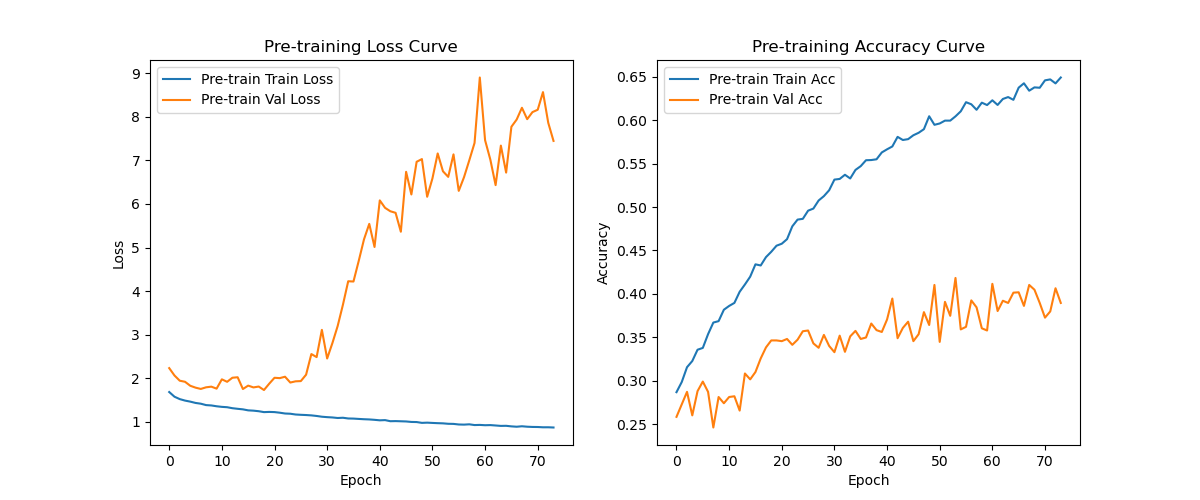 Pre-training Loss Curve
Pre-train Train Loss
Pre-train Val Loss
9
8
7
6
5
4
3
2
1
Loss
0 10 20 30 40 50 60 70
Epoch
Pre-training Accuracy Curve
Pre-train Train Acc
Pre-train Val Acc
0.65
0.60
0.55
0.50
0.45
0.40
0.35
0.30
0.25
Accuracy
0 10 20 30 40 50 60 70
Epoch